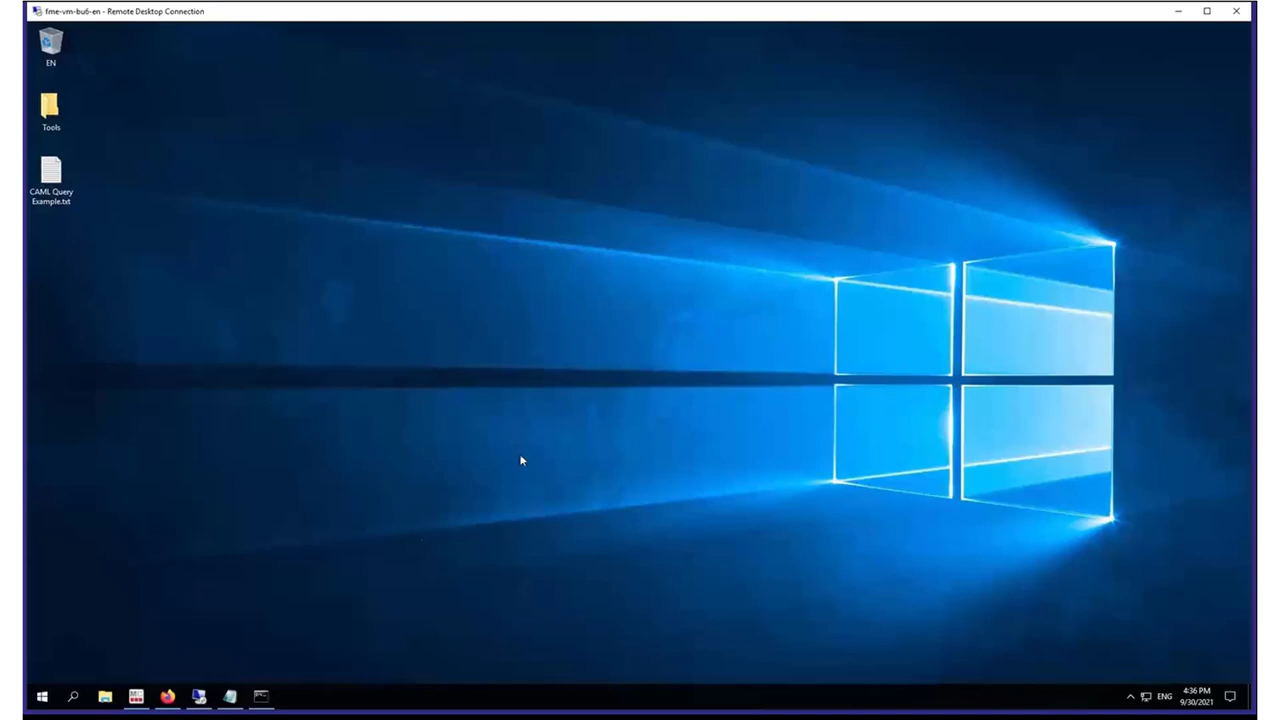 fme-vm-bu6-en - Remote Desktop Connection
EN
Tools
CAML Query
Example.txt
ENG
4:36 PM
9/30/2021